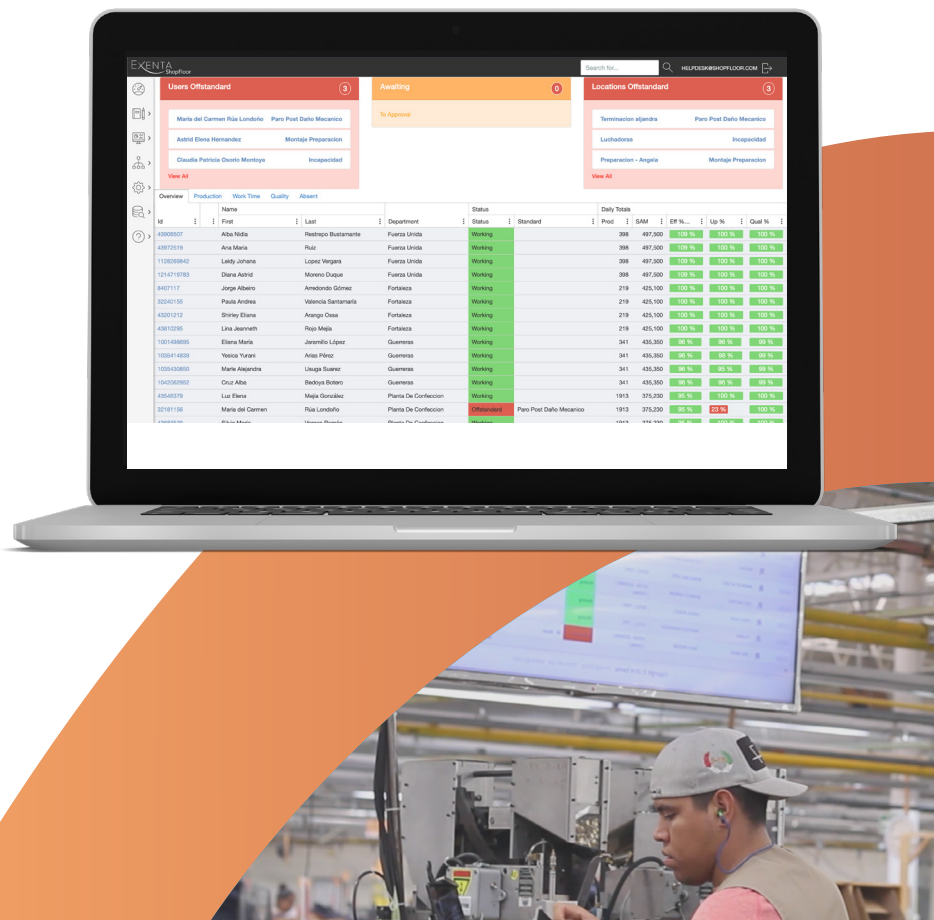 EXENTA
ShopFloor
Search for...
HELPDESK@SHOPFLOOR.COM
Users Offstandard 3
Awaiting 0
Locations Offstandard 3
Maria del Carmen Rúa Londoño Paro Post Daño Mecanico
To Approval
Terminacion aljandra Paro Post Daño Mecanico
Astrid Elena Hernandez Montaje Preparacion
Luchadoras Incapacidad
Claudia Patricia Osorio Montoya Incapacidad
Preparacion - Angela Montaje Preparacion
View All
View All
Overview Production Work Time Quality Absent
Name Status Daily Totals
Id First Last Department Status Standard Prod SAM Eff %... Up % Qual %
43909507 Alba Nidia Restrepo Bustamante Fuerza Unida Working 398 497,500 109 % 100 % 100 %
43972519 Ana Maria Ruiz Fuerza Unida Working 398 497,500 109 % 100 % 100 %
1128269842 Leidy Johana Lopez Vergara Fuerza Unida Working 398 497,500 109 % 100 % 100 %
1214719783 Diana Astrid Moreno Duque Fuerza Unida Working 398 497,500 109 % 100 % 100 %
8407117 Jorge Albeiro Arredondo Gómez Fortaleza Working 219 425,100 100 % 100 % 100 %
32240155 Paula Andrea Valencia Santamaría Fortaleza Working 219 425,100 100 % 100 % 100 %
43201212 Shirley Eliana Arango Ossa Fortaleza Working 219 425,100 100 % 100 % 100 %
43610295 Lina Jeanneth Rojo Mejía Fortaleza Working 219 425,100 100 % 100 % 100 %
1001498695 Eliana María Jaramillo López Guerreras Working 341 435,350 96 % 96 % 99 %
1035414839 Yesica Yurani Arias Pérez Guerreras Working 341 435,350 96 % 96 % 99 %
1035430850 Marle Alejandra Usuga Suarez Guerreras Working 341 435,350 96 % 95 % 99 %
1042062952 Cruz Alba Bedoya Botero Guerreras Working 341 435,350 96 % 96 % 99 %
43548379 Luz Elena Mejía González Planta De Confeccion Working 1913 375,230 95 % 100 % 100 %
32181156 Maria del Carmen Rúa Londoño Planta De Confeccion Offstandard Paro Post Daño Mecanico 1913 375,230 95 % 23 % 100 %